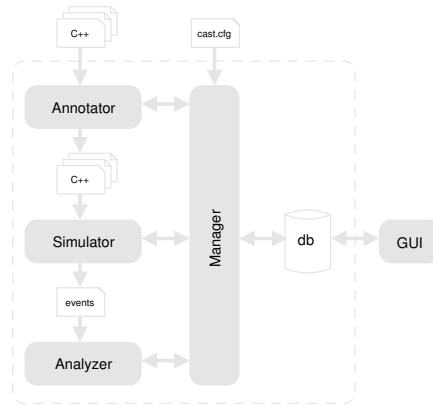 C++
cast.cfg
Annotator
C++
Simulator
Manager
db
GUI
events
Analyzer